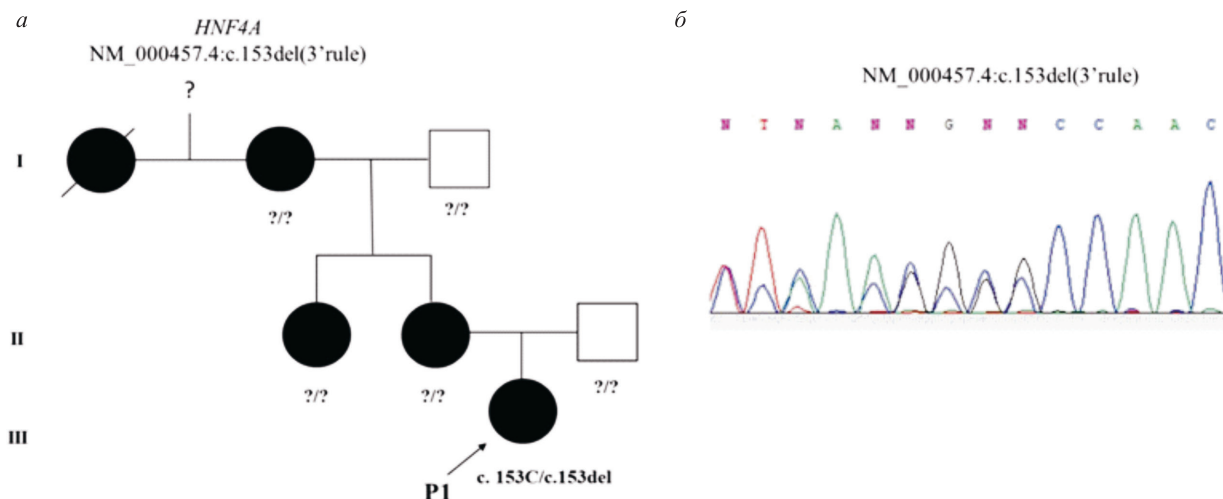 а
HNF4A
NM_000457.4:c.153del(3’rule)
?
I
?/?
?/?
II
?/?
?/?
?/?
III
P1
c. 153C/c.153del
б
NM_000457.4:c.153del(3’rule)
N T N A N N G N N C C A A C